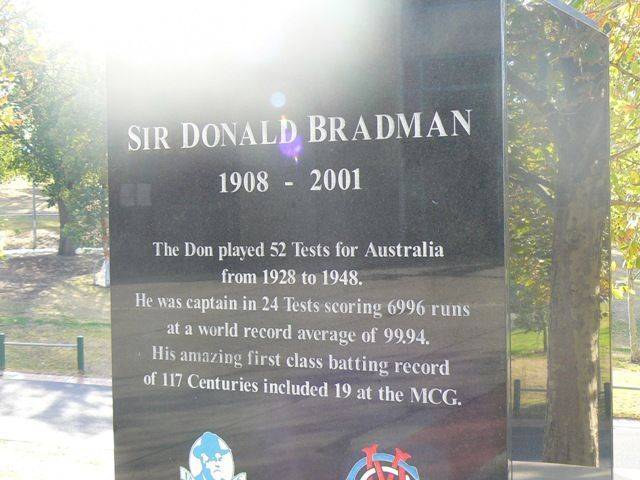 SIR DONALD BRADMAN
1908 - 2001
The Don played 52 Tests for Australia
from 1928 to 1948.
He was captain in 24 Tests scoring 6996 runs
at a world record average of 99.94.
His amazing first class batting record
of 117 Centuries included 19 at the MCG.